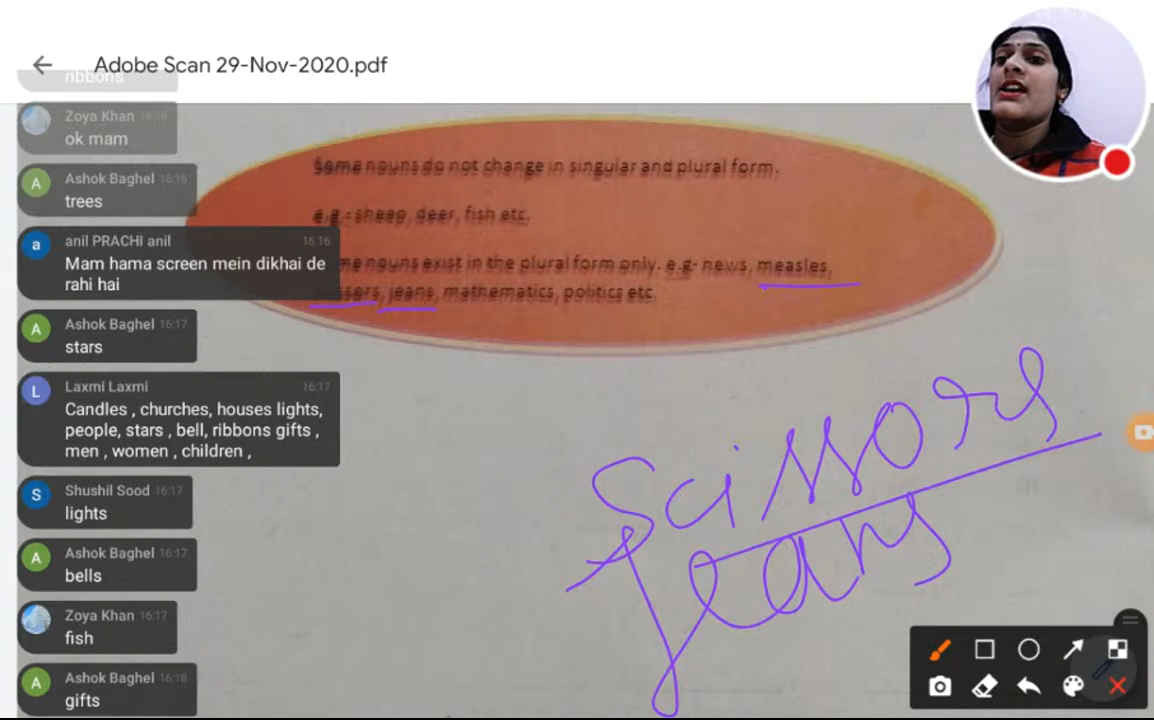 Adobe Scan 29-Nov-2020.pdf
ribbons
Zoya Khan 16:16
ok mam
A Ashok Baghel 16:16
trees
a anil PRACHI anil 16:16
Mam hama screen mein dikhai de
rahi hai
A Ashok Baghel 16:17
stars
L Laxmi Laxmi 16:17
Candles , churches, houses lights,
people, stars , bell, ribbons gifts ,
men , women , children ,
S Shushil Sood 16:17
lights
A Ashok Baghel 16:17
bells
Zoya Khan 16:17
fish
A Ashok Baghel 16:18
gifts
Some nouns do not change in singular and plural form.
e.g.- sheep, deer, fish etc.
nouns exist in the plural form only. e.g- news, measles,
jeans, mathematics, politics etc
Scissors
Jeans